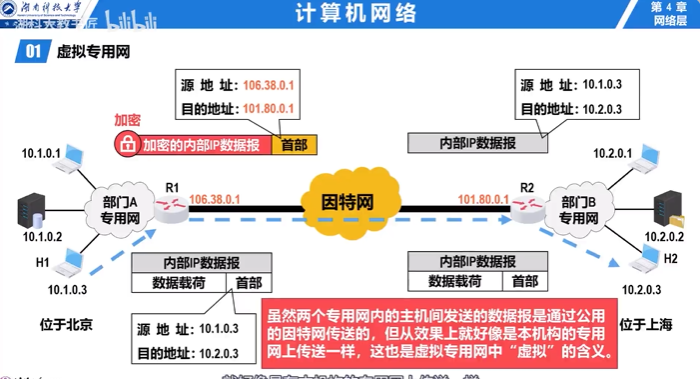 湖南科技大学
计算机网络
第 4 章
网络层
bilibili
01 虚拟专用网
源 地 址：106.38.0.1
目的地址：101.80.0.1
源 地 址：10.1.0.3
目的地址：10.2.0.3
加密
加密的内部IP数据报 首部
内部IP数据报
10.1.0.1
10.2.0.1
部门A
专用网
R1
106.38.0.1
因特网
101.80.0.1
R2
部门B
专用网
10.1.0.2
10.2.0.2
H1
H2
10.1.0.3
10.2.0.3
内部IP数据报
数据载荷 首部
内部IP数据报
数据载荷 首部
位于北京
位于上海
源 地 址：10.1.0.3
目的地址：10.2.0.3
虽然两个专用网内的主机间发送的数据报是通过公用
的因特网传送的，但从效果上就好像是本机构的专用
网上传送一样，这也是虚拟专用网中“虚拟”的含义。